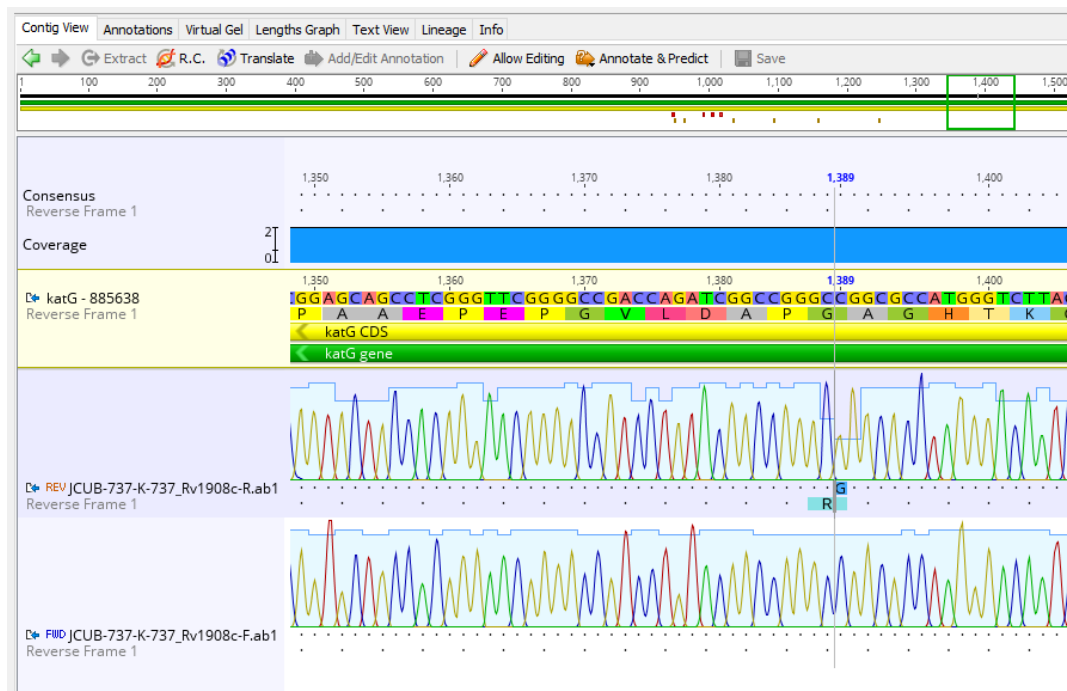 Contig View Annotations Virtual Gel Lengths Graph Text View Lineage Info
Extract R.C. Translate Add/Edit Annotation Allow Editing Annotate & Predict Save
1 100 200 300 400 500 600 700 800 900 1,000 1,100 1,200 1,300 1,400 1,500
1,350 1,360 1,370 1,380 1,389 1,400
Consensus
Reverse Frame 1
Coverage
2
0
1,350 1,360 1,370 1,380 1,389 1,400
katG - 885638
CGGAGCAGCCTCGGGTTCGGGGCCGACCAGATCGGCCGGGCCGGCGCCATGGGTCTTA
Reverse Frame 1
P A A E P E P G V L D A P G A G H T K
katG CDS
katG gene
REV JCUB-737-K-737_Rv1908c-R.ab1
G
Reverse Frame 1
R
FWD JCUB-737-K-737_Rv1908c-F.ab1
Reverse Frame 1